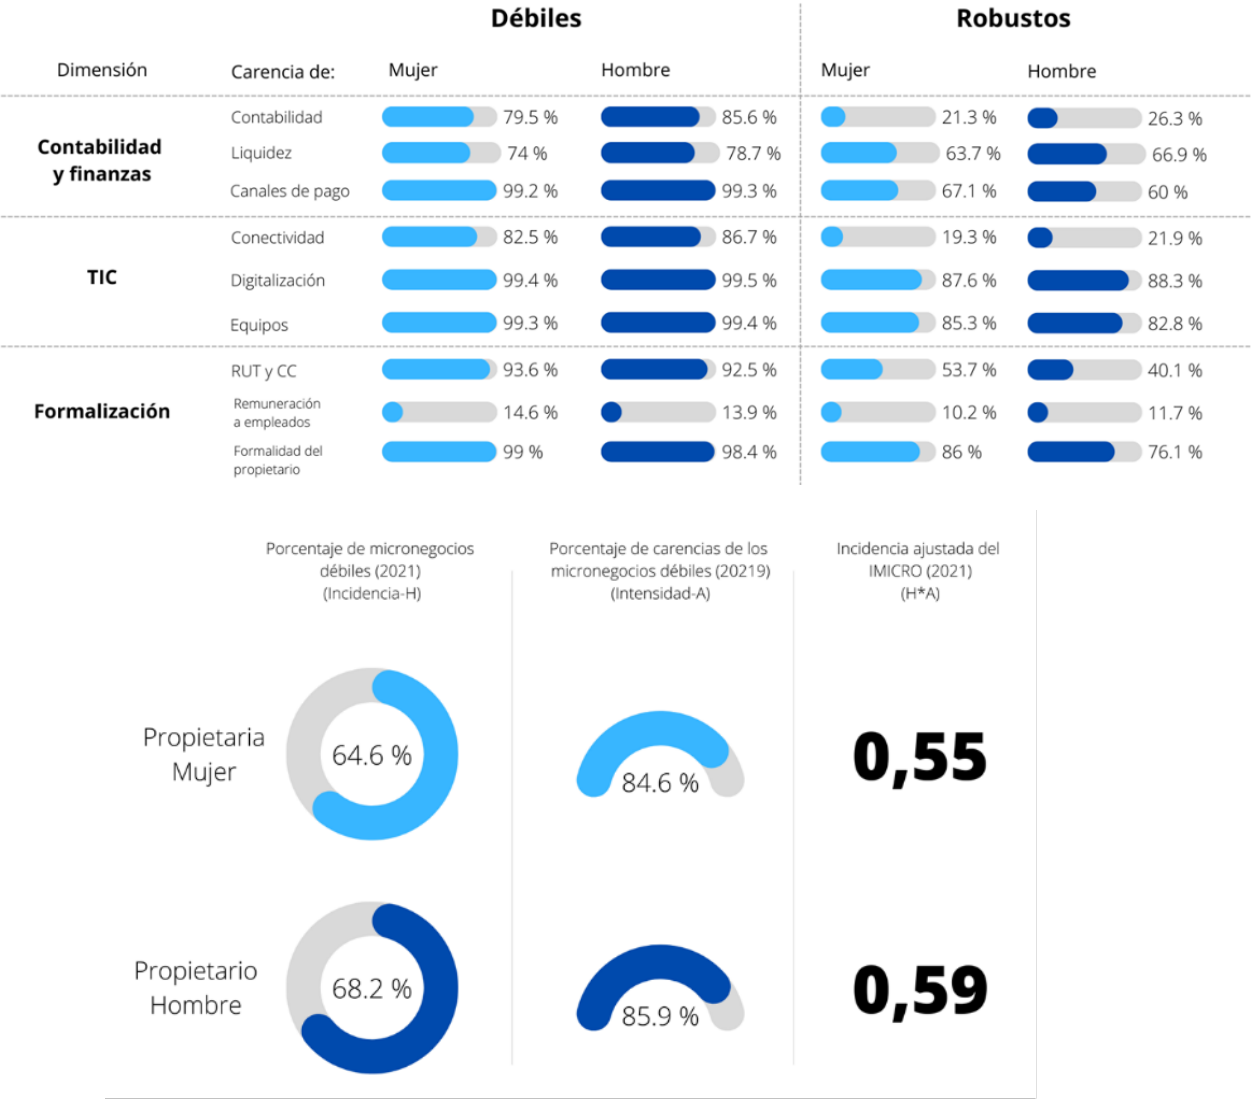 Débiles Robustos
Dimensión Carencia de: Mujer Hombre Mujer Hombre
Contabilidad
y finanzas
Contabilidad 79.5 % 85.6 % 21.3 % 26.3 %
Liquidez 74 % 78.7 % 63.7 % 66.9 %
Canales de pago 99.2 % 99.3 % 67.1 % 60 %
TIC
Conectividad 82.5 % 86.7 % 19.3 % 21.9 %
Digitalización 99.4 % 99.5 % 87.6 % 88.3 %
Equipos 99.3 % 99.4 % 85.3 % 82.8 %
Formalización
RUT y CC 93.6 % 92.5 % 53.7 % 40.1 %
Remuneración
a empleados 14.6 % 13.9 % 10.2 % 11.7 %
Formalidad del
propietario 99 % 98.4 % 86 % 76.1 %
Porcentaje de micronegocios
débiles (2021)
(Incidencia-H)
Porcentaje de carencias de los
micronegocios débiles (20219)
(Intensidad-A)
Incidencia ajustada del
IMICRO (2021)
(H*A)
Propietaria
Mujer
64.6 %
84.6 %
0,55
Propietario
Hombre
68.2 %
85.9 %
0,59